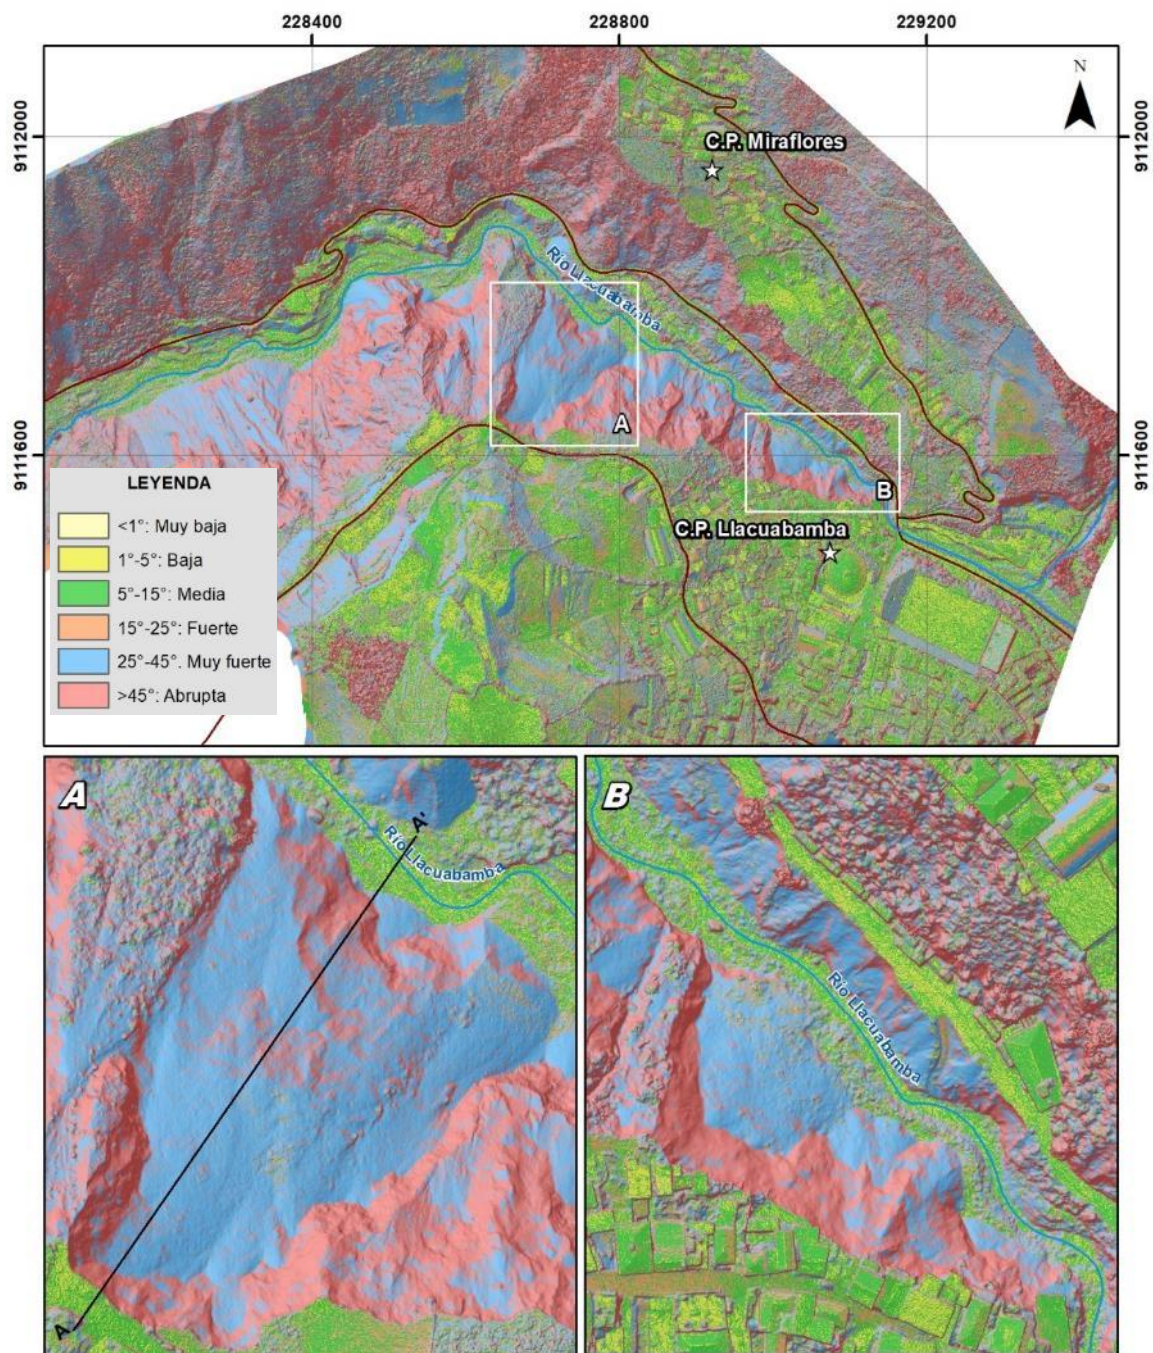 228400
228800
229200
N
9112000
9112000
C.P. Miraflores
Río Llacuabamba
A
9111600
9111600
B
C.P. Llacuabamba
LEYENDA
<1°: Muy baja
1°-5°: Baja
5°-15°: Media
15°-25°: Fuerte
25°-45°. Muy fuerte
>45°: Abrupta
A
A'
Río Llacuabamba
A
B
Río Llacuabamba